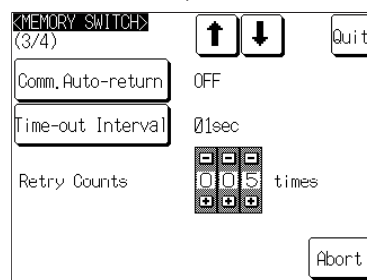 <MEMORY SWITCH>
(3/4) Quit
Comm.Auto-return OFF
Time-out Interval 01sec
Retry Counts 005 times
Abort